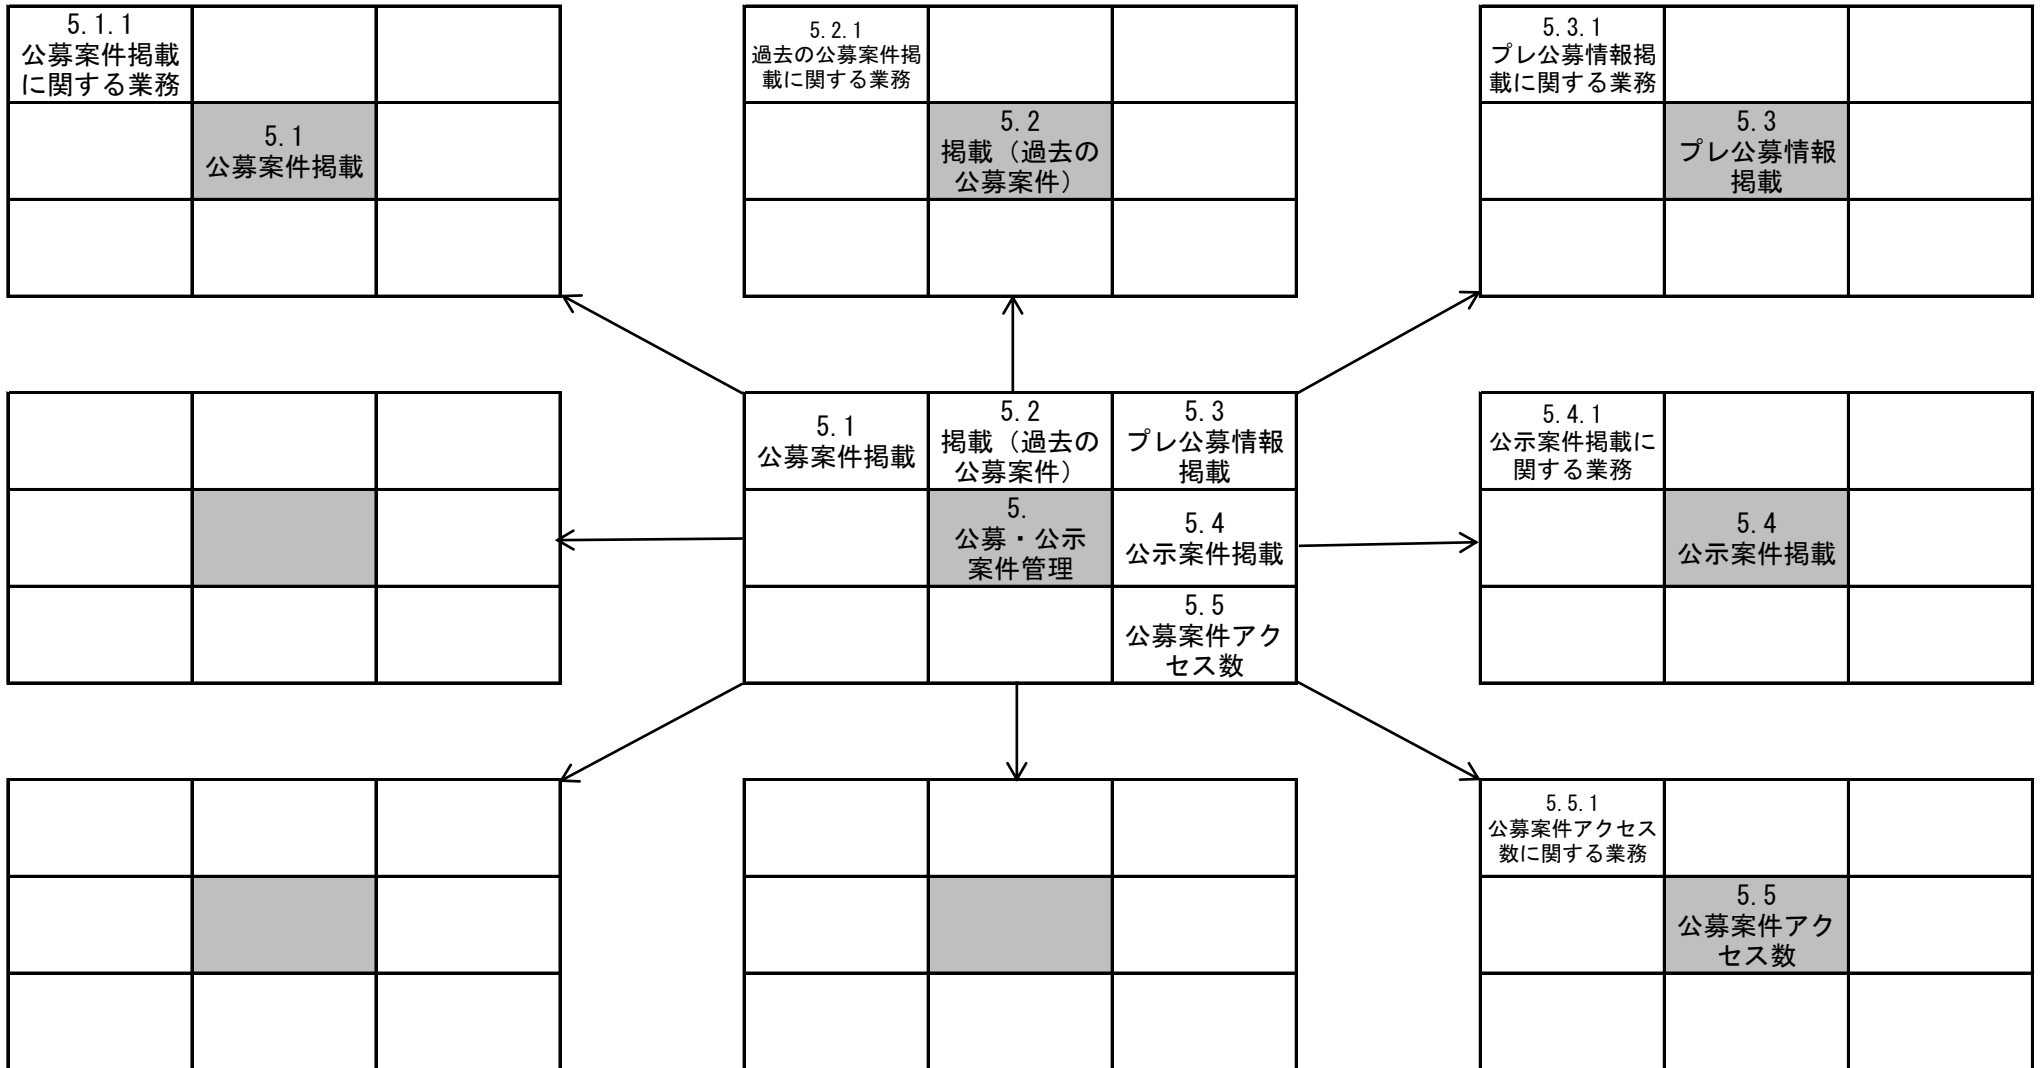 5.1.1
公募案件掲載
に関する業務
5.1
公募案件掲載
5.2.1
過去の公募案件掲
載に関する業務
5.2
掲載（過去の
公募案件）
5.3.1
プレ公募情報掲
載に関する業務
5.3
プレ公募情報
掲載
5.1
公募案件掲載
5.2
掲載（過去の
公募案件）
5.3
プレ公募情報
掲載
5.
公募・公示
案件管理
5.4
公示案件掲載
5.5
公募案件アク
セス数
5.4.1
公示案件掲載に
関する業務
5.4
公示案件掲載
5.5.1
公募案件アクセス
数に関する業務
5.5
公募案件アク
セス数